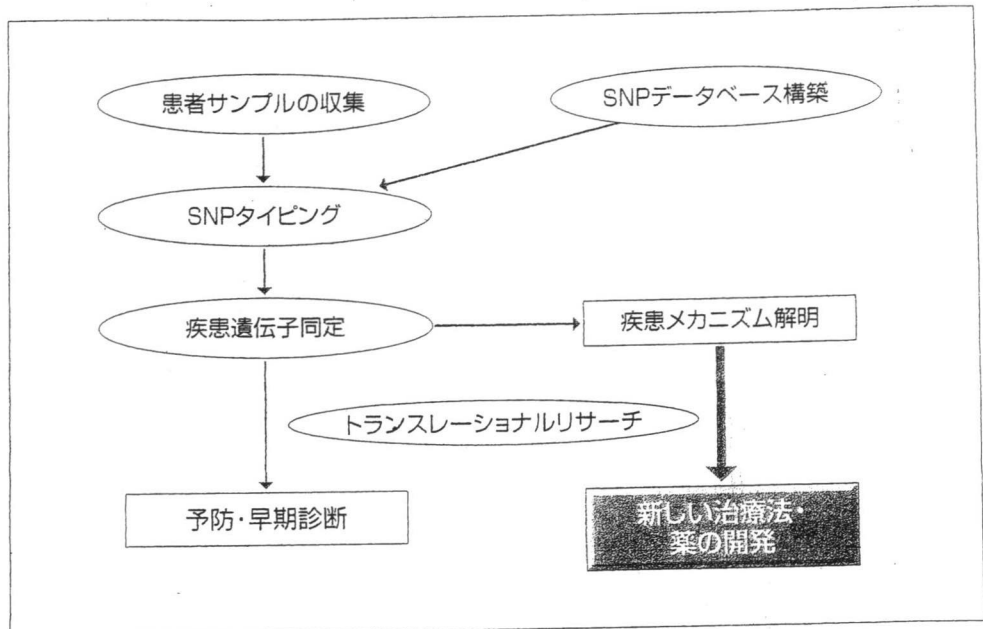 患者サンプルの収集
SNPデータベース構築
SNPタイピング
疾患遺伝子同定
疾患メカニズム解明
トランスレーショナルリサーチ
予防・早期診断
新しい治療法・
薬の開発